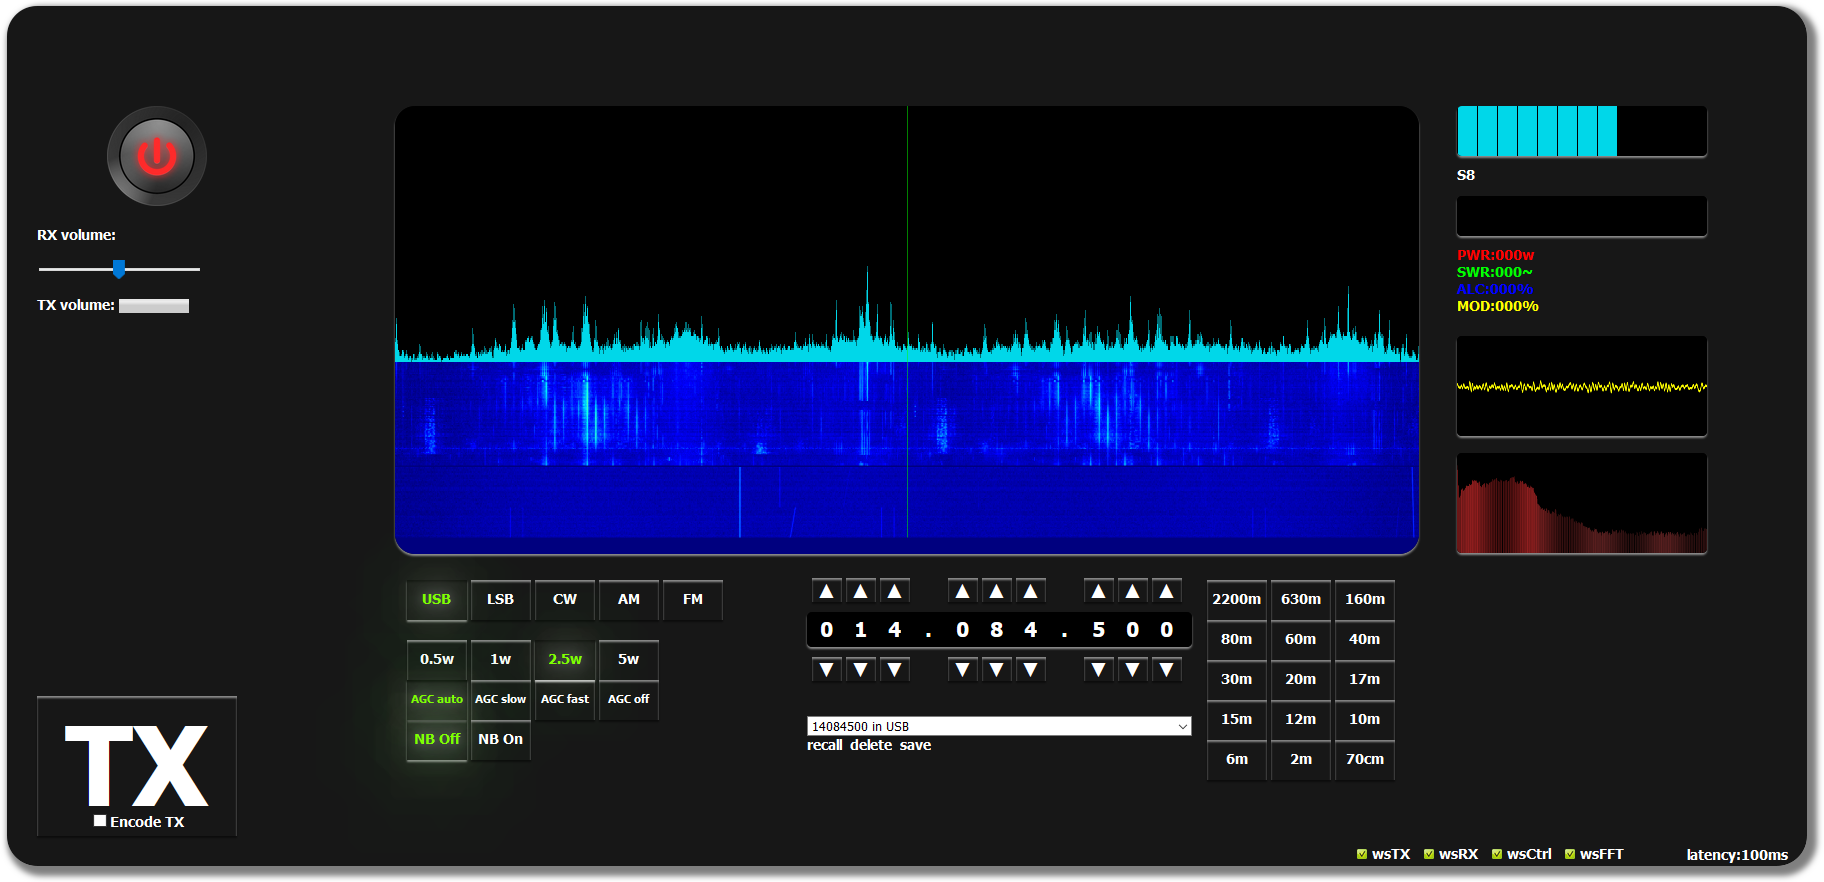 RX volume:
TX volume:
S8
PWR:000w
SWR:000~
ALC:000%
MOD:000%
USB LSB CW AM FM
0.5w 1w 2.5w 5w
AGC auto AGC slow AGC fast AGC off
NB Off NB On
▲ ▲ ▲ ▲ ▲ ▲ ▲ ▲ ▲
0 1 4 . 0 8 4 . 5 0 0
▼ ▼ ▼ ▼ ▼ ▼ ▼ ▼ ▼
14084500 in USB
recall delete save
2200m 630m 160m
80m 60m 40m
30m 20m 17m
15m 12m 10m
6m 2m 70cm
TX
Encode TX
wsTX wsRX wsCtrl wsFFT
latency:100ms